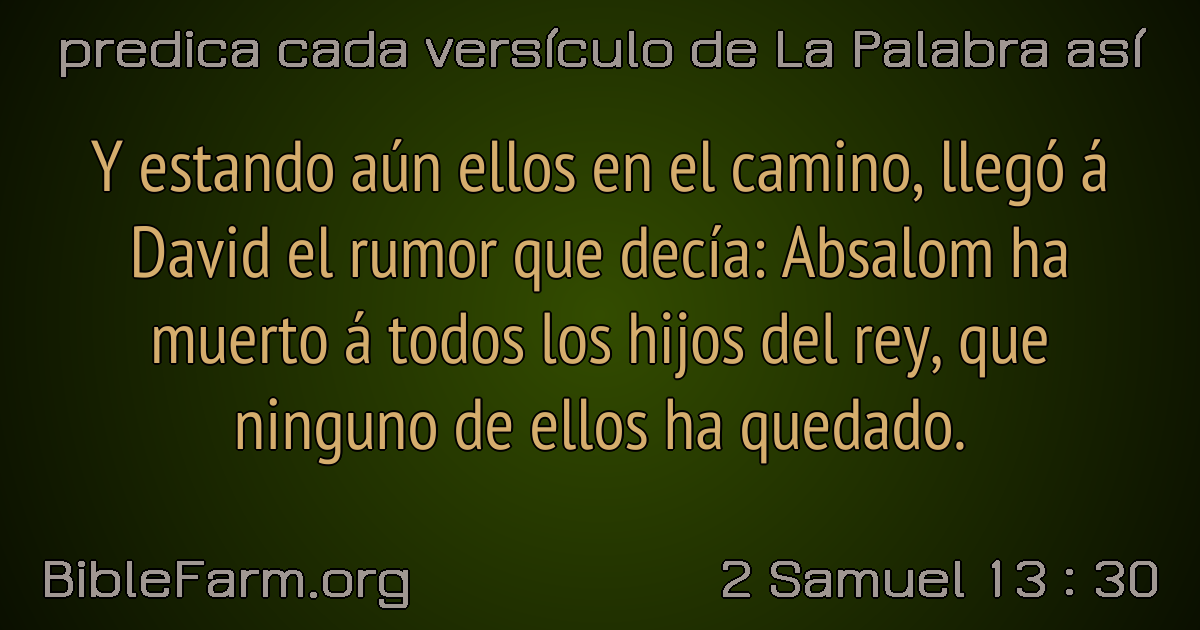 predica cada versículo de La Palabra así
Y estando aún ellos en el camino, llegó á
David el rumor que decía: Absalom ha
muerto á todos los hijos del rey, que
ninguno de ellos ha quedado.
BibleFarm.org
2 Samuel 13 : 30